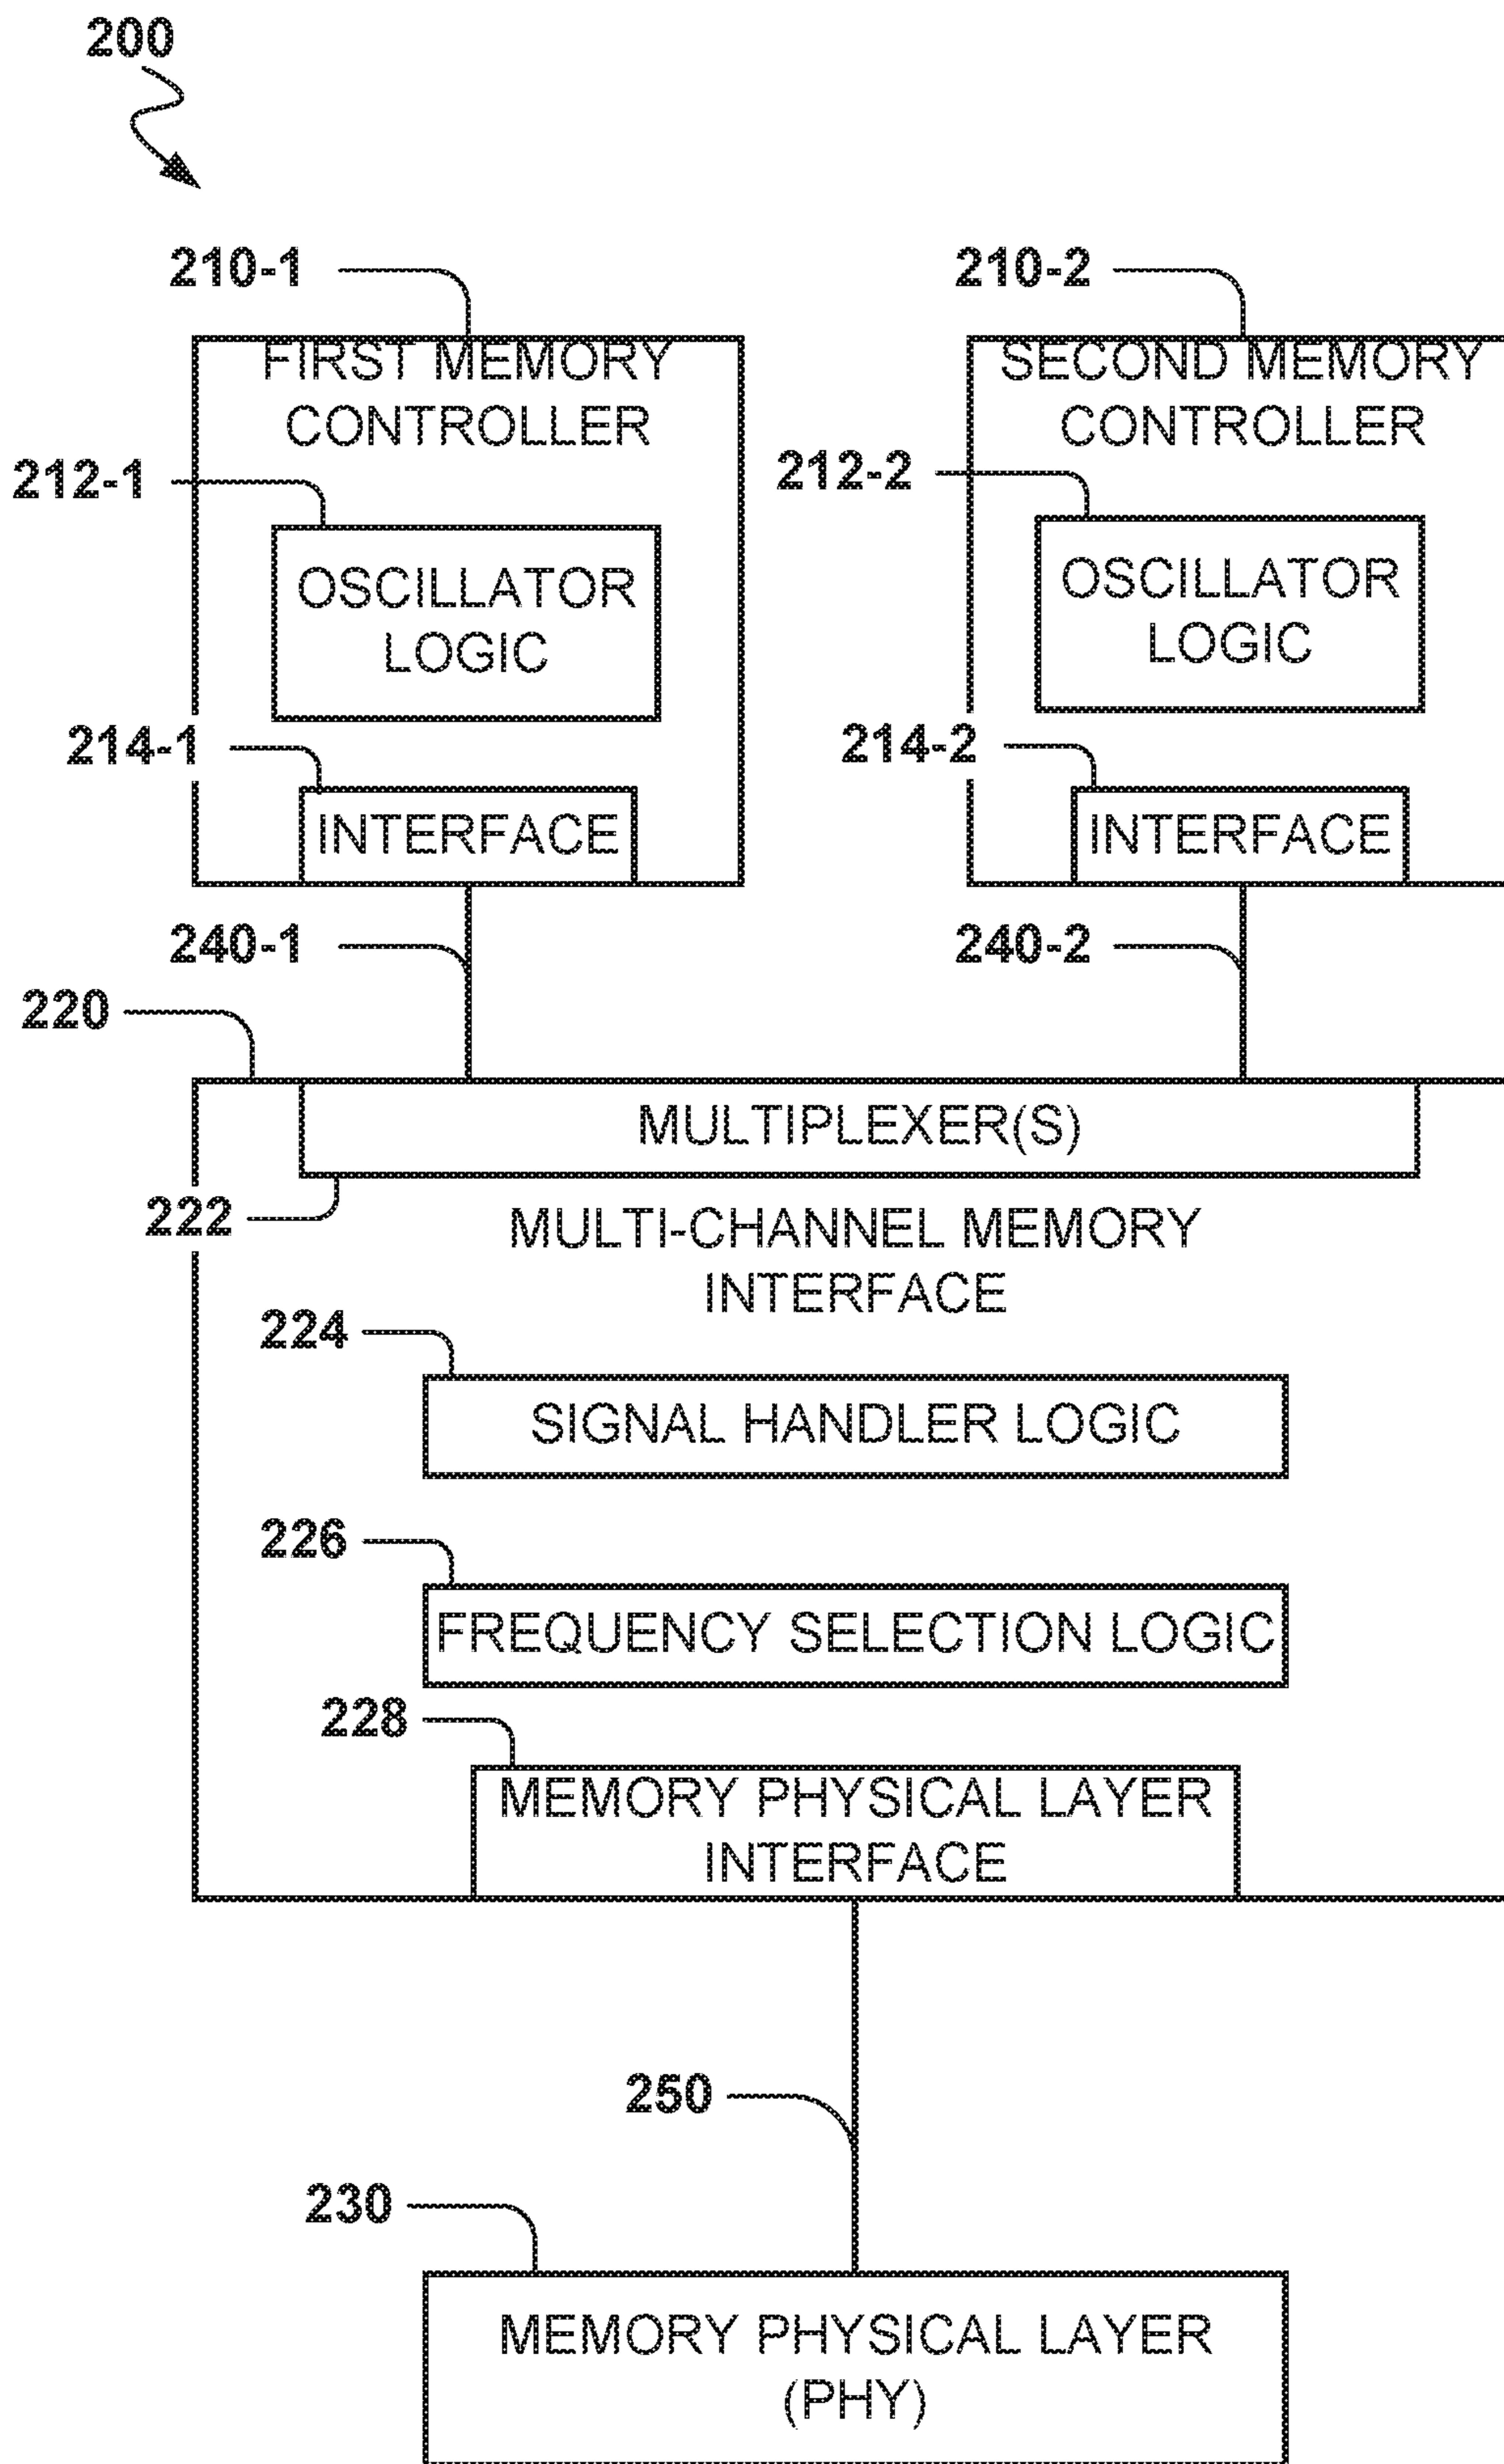 200
210-1
210-2
FIRST MEMORY
CONTROLLER
SECOND MEMORY
CONTROLLER
212-1
212-2
OSCILLATOR
LOGIC
OSCILLATOR
LOGIC
214-1
214-2
INTERFACE
INTERFACE
240-1
240-2
220
MULTIPLEXER(S)
222
MULTI-CHANNEL MEMORY
INTERFACE
224
SIGNAL HANDLER LOGIC
226
FREQUENCY SELECTION LOGIC
228
MEMORY PHYSICAL LAYER
INTERFACE
250
230
MEMORY PHYSICAL LAYER
(PHY)